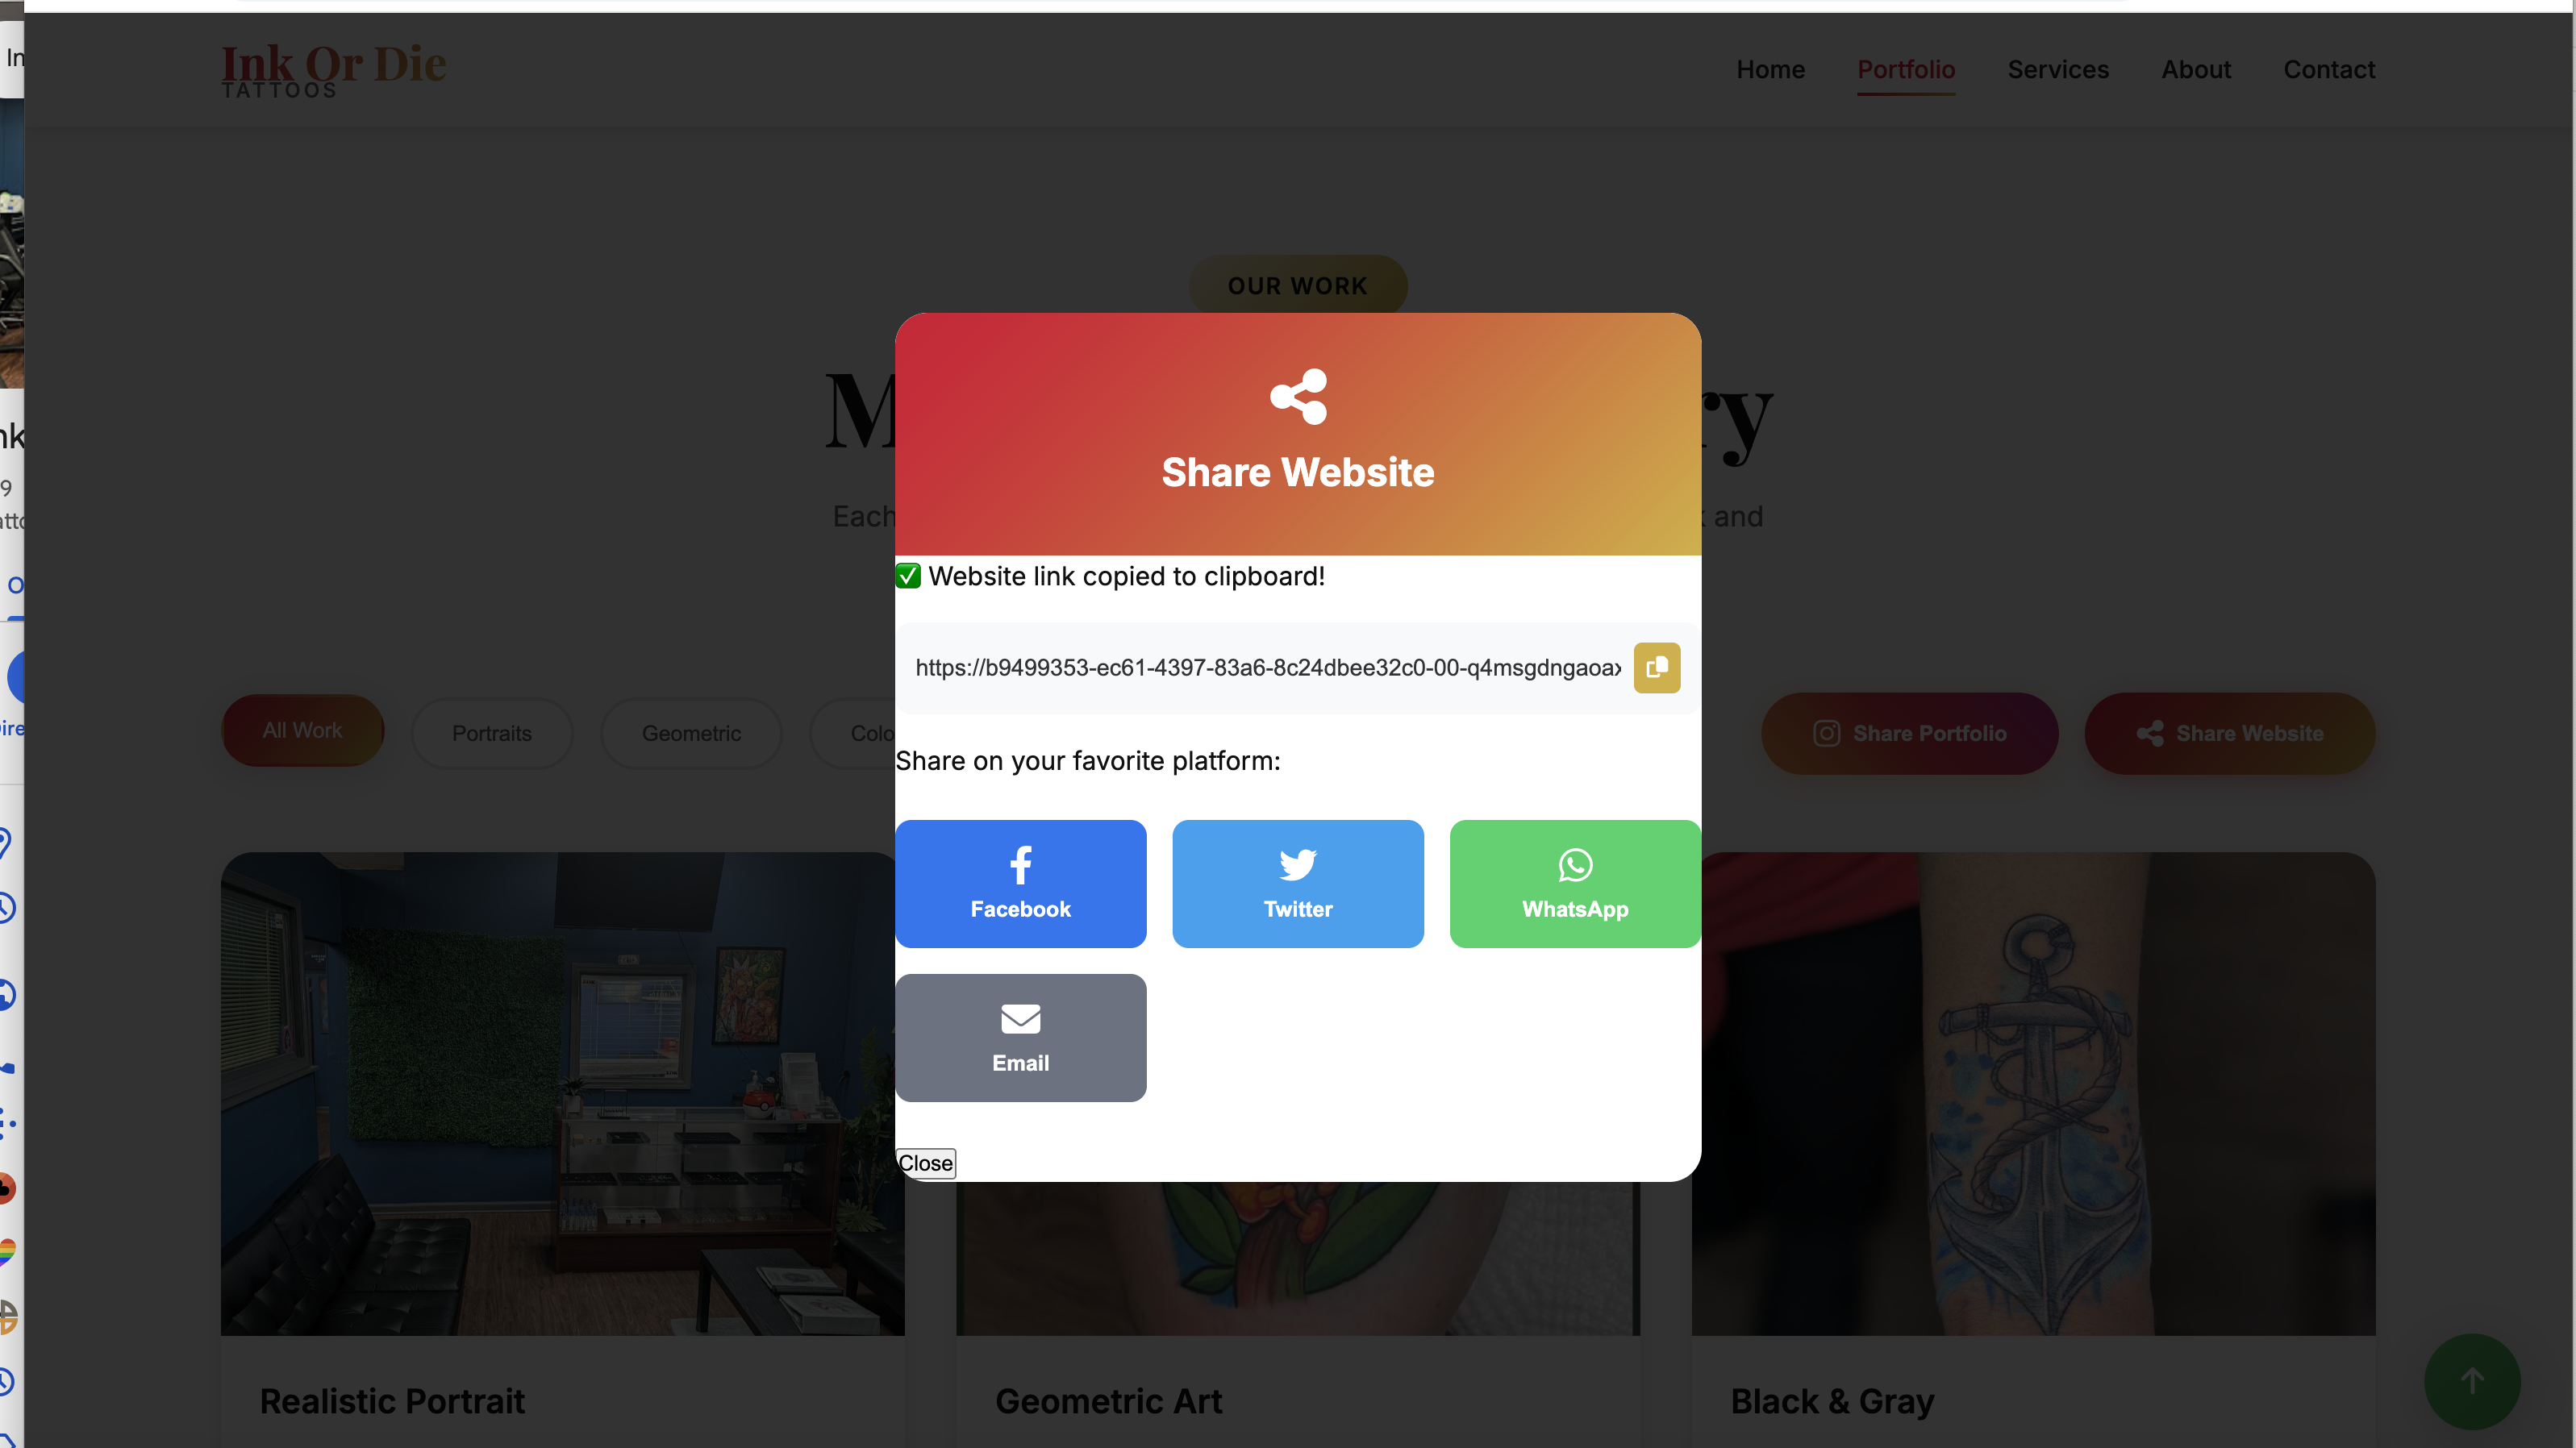 In
Ink Or Die
TATTOOS
Home
Portfolio
Services
About
Contact
OUR WORK
M
ry
Share Website
Each
and
✅ Website link copied to clipboard!
https://b9499353-ec61-4397-83a6-8c24dbee32c0-00-q4msgdngaoax
Share on your favorite platform:
All Work
Portraits
Geometric
Colo
Share Portfolio
Share Website
Facebook
Twitter
WhatsApp
Email
Close
Realistic Portrait
Geometric Art
Black & Gray